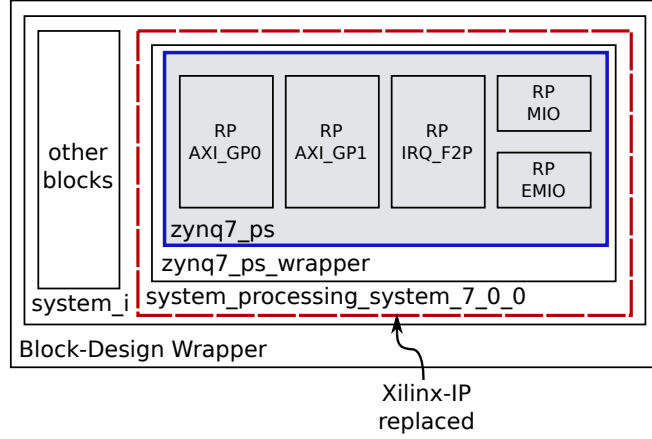 other
blocks
RP
AXI_GP0
RP
AXI_GP1
RP
IRQ_F2P
RP
MIO
RP
EMIO
zynq7_ps
zynq7_ps_wrapper
system_processing_system_7_0_0
system_i
Block-Design Wrapper
Xilinx-IP
replaced